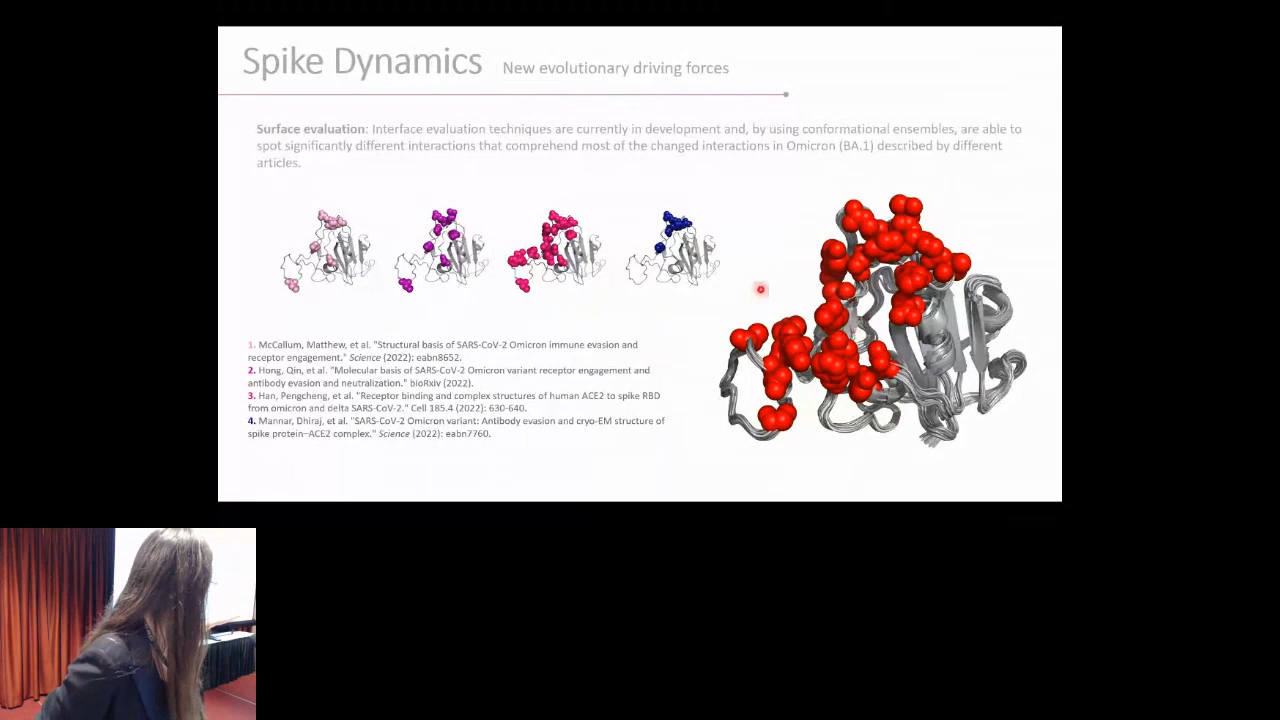 Spike Dynamics New evolutionary driving forces
Surface evaluation: Interface evaluation techniques are currently in development and, by using conformational ensembles, are able to
spot significantly different interactions that comprehend most of the changed interactions in Omicron (BA.1) described by different
articles.
1. McCallum, Matthew, et al. "Structural basis of SARS-CoV-2 Omicron immune evasion and
receptor engagement." Science (2022): eabn8652.
2. Hong, Qin, et al. "Molecular basis of SARS-CoV-2 Omicron variant receptor engagement and
antibody evasion and neutralization." bioRxiv (2022).
3. Han, Pengcheng, et al. "Receptor binding and complex structures of human ACE2 to spike RBD
from omicron and delta SARS-CoV-2." Cell 185.4 (2022): 630-640.
4. Mannar, Dhiraj, et al. "SARS-CoV-2 Omicron variant: Antibody evasion and cryo-EM structure of
spike protein–ACE2 complex." Science (2022): eabn7760.